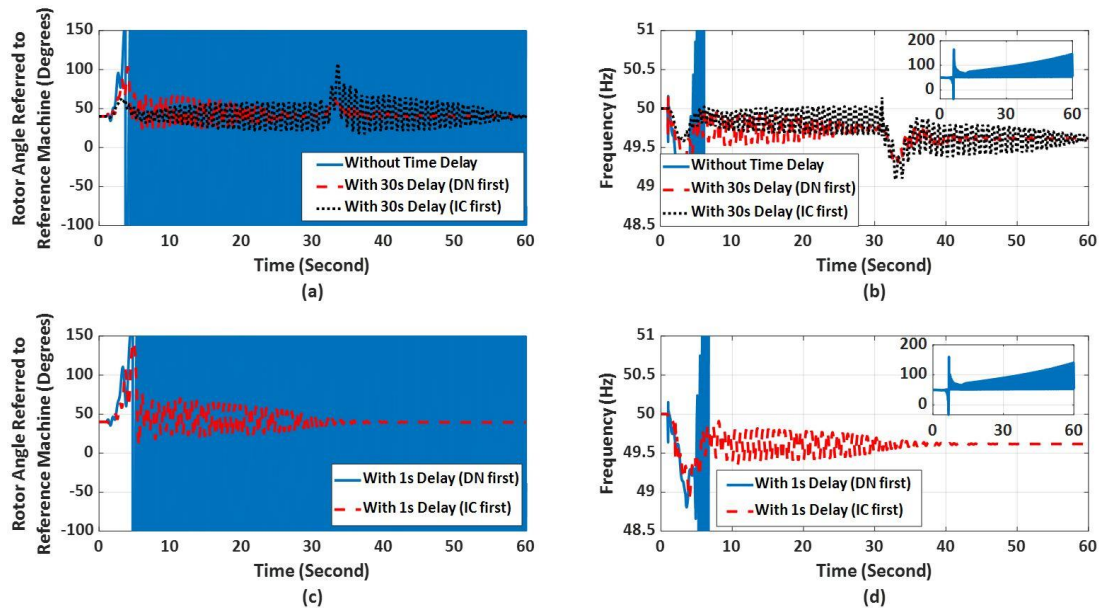 Rotor Angle Referred to
Reference Machine (Degrees)
150
100
50
0
-50
-100
Without Time Delay
With 30s Delay (DN first)
With 30s Delay (IC first)
0 10 20 30 40 50 60
Time (Second)
(a)
Frequency (Hz)
51
50.5
50
49.5
49
48.5
200
100
0
0 30 60
Without Time Delay
With 30s Delay (DN first)
With 30s Delay (IC first)
0 10 20 30 40 50 60
Time (Second)
(b)
Rotor Angle Referred to
Reference Machine (Degrees)
150
100
50
0
-50
-100
With 1s Delay (DN first)
With 1s Delay (IC first)
0 10 20 30 40 50 60
Time (Second)
(c)
Frequency (Hz)
51
50.5
50
49.5
49
48.5
200
100
0
0 30 60
With 1s Delay (DN first)
With 1s Delay (IC first)
0 10 20 30 40 50 60
Time (Second)
(d)